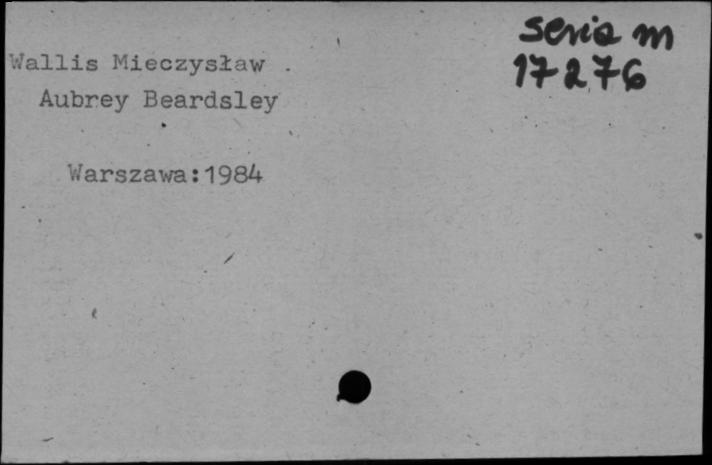 seria m
17276
Wallis Mieczysław .
Aubrey Beardsley
Warszawa:1984